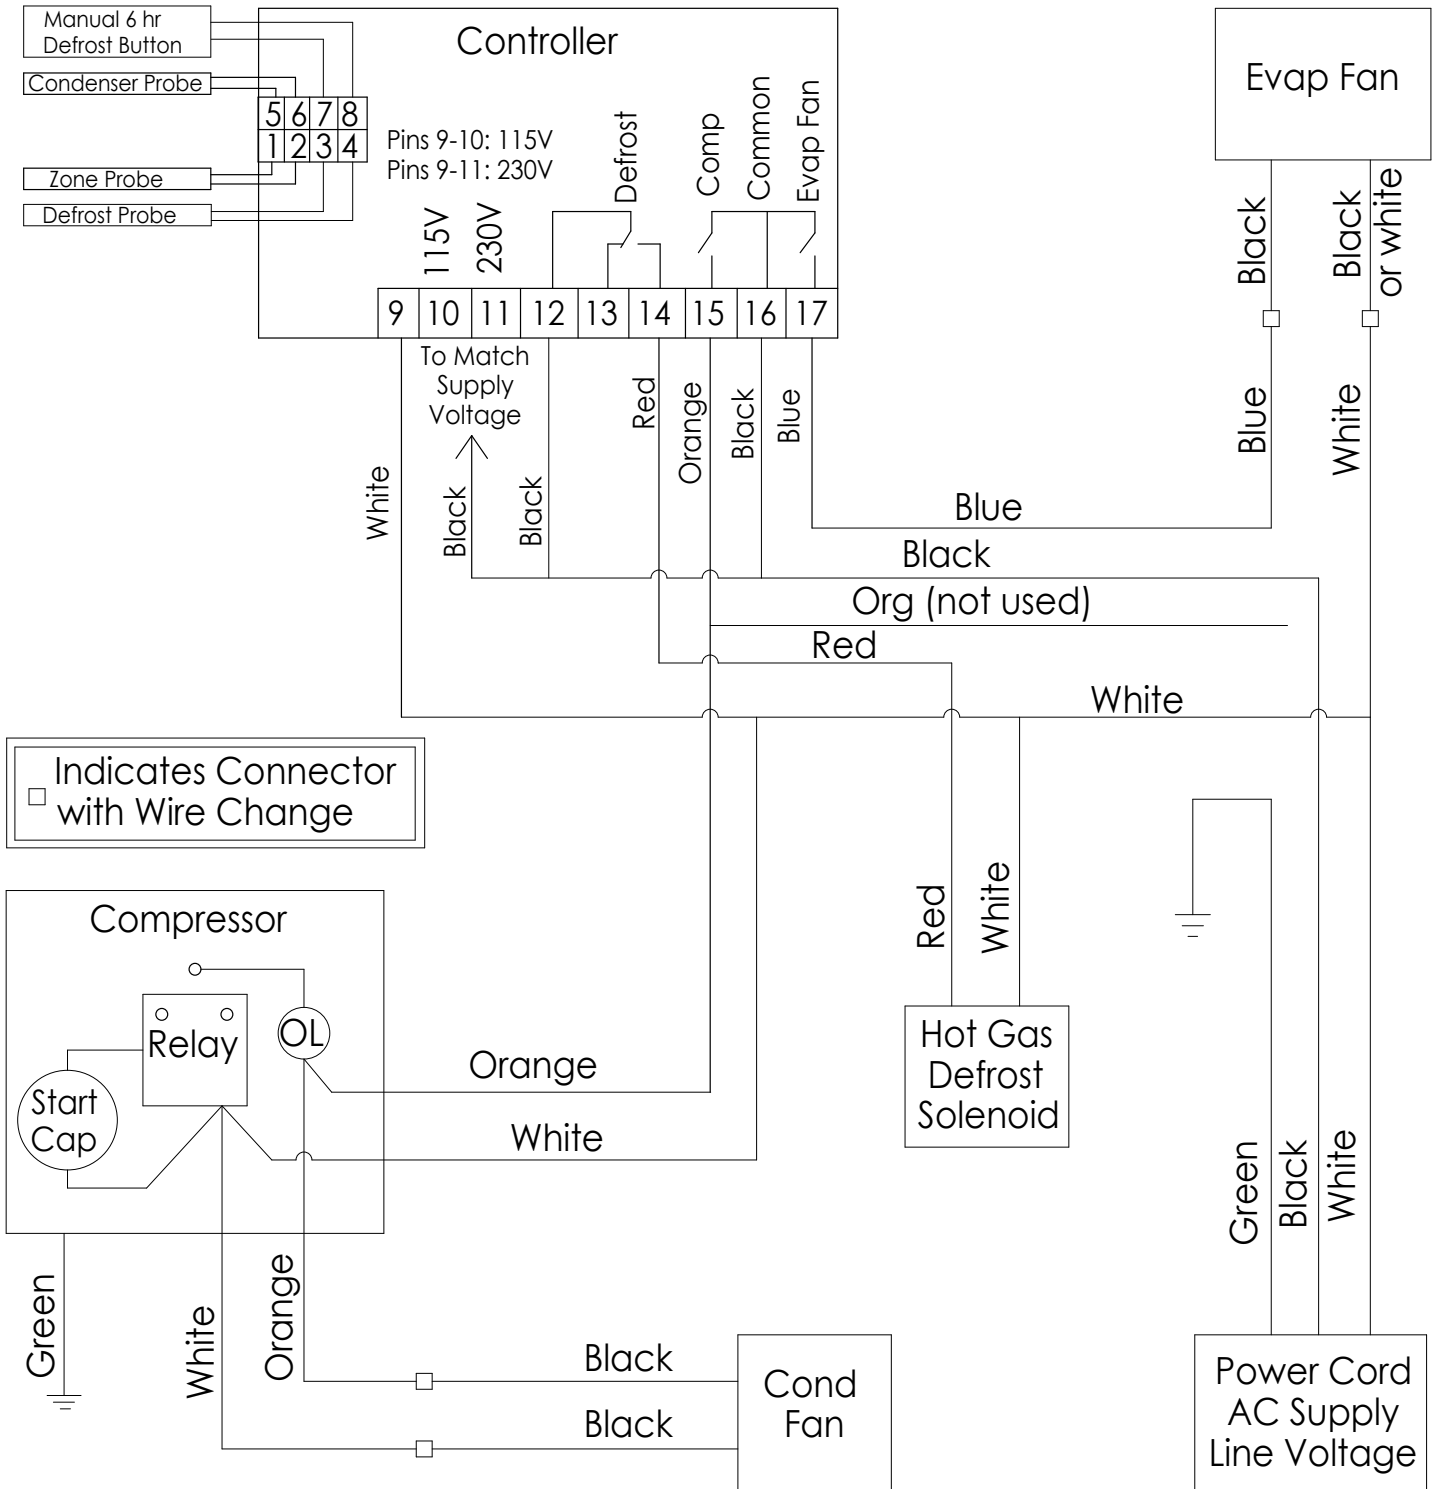 Manual 6 hr
Defrost Button
Condenser Probe
Zone Probe
Defrost Probe
Controller
5 6 7 8
1 2 3 4
Pins 9-10: 115V
Pins 9-11: 230V
115V
230V
Defrost
Comp
Common
Evap Fan
9 10 11 12 13 14 15 16 17
To Match
Supply
Voltage
White
Black
Black
Red
Orange
Black
Blue
Evap Fan
Black
Black
or white
Blue
White
Blue
Black
Org (not used)
Red
White
Indicates Connector
with Wire Change
Compressor
Relay
OL
Start
Cap
Orange
White
Red
White
Hot Gas
Defrost
Solenoid
Green
Black
White
Green
White
Orange
Black
Black
Cond
Fan
Power Cord
AC Supply
Line Voltage